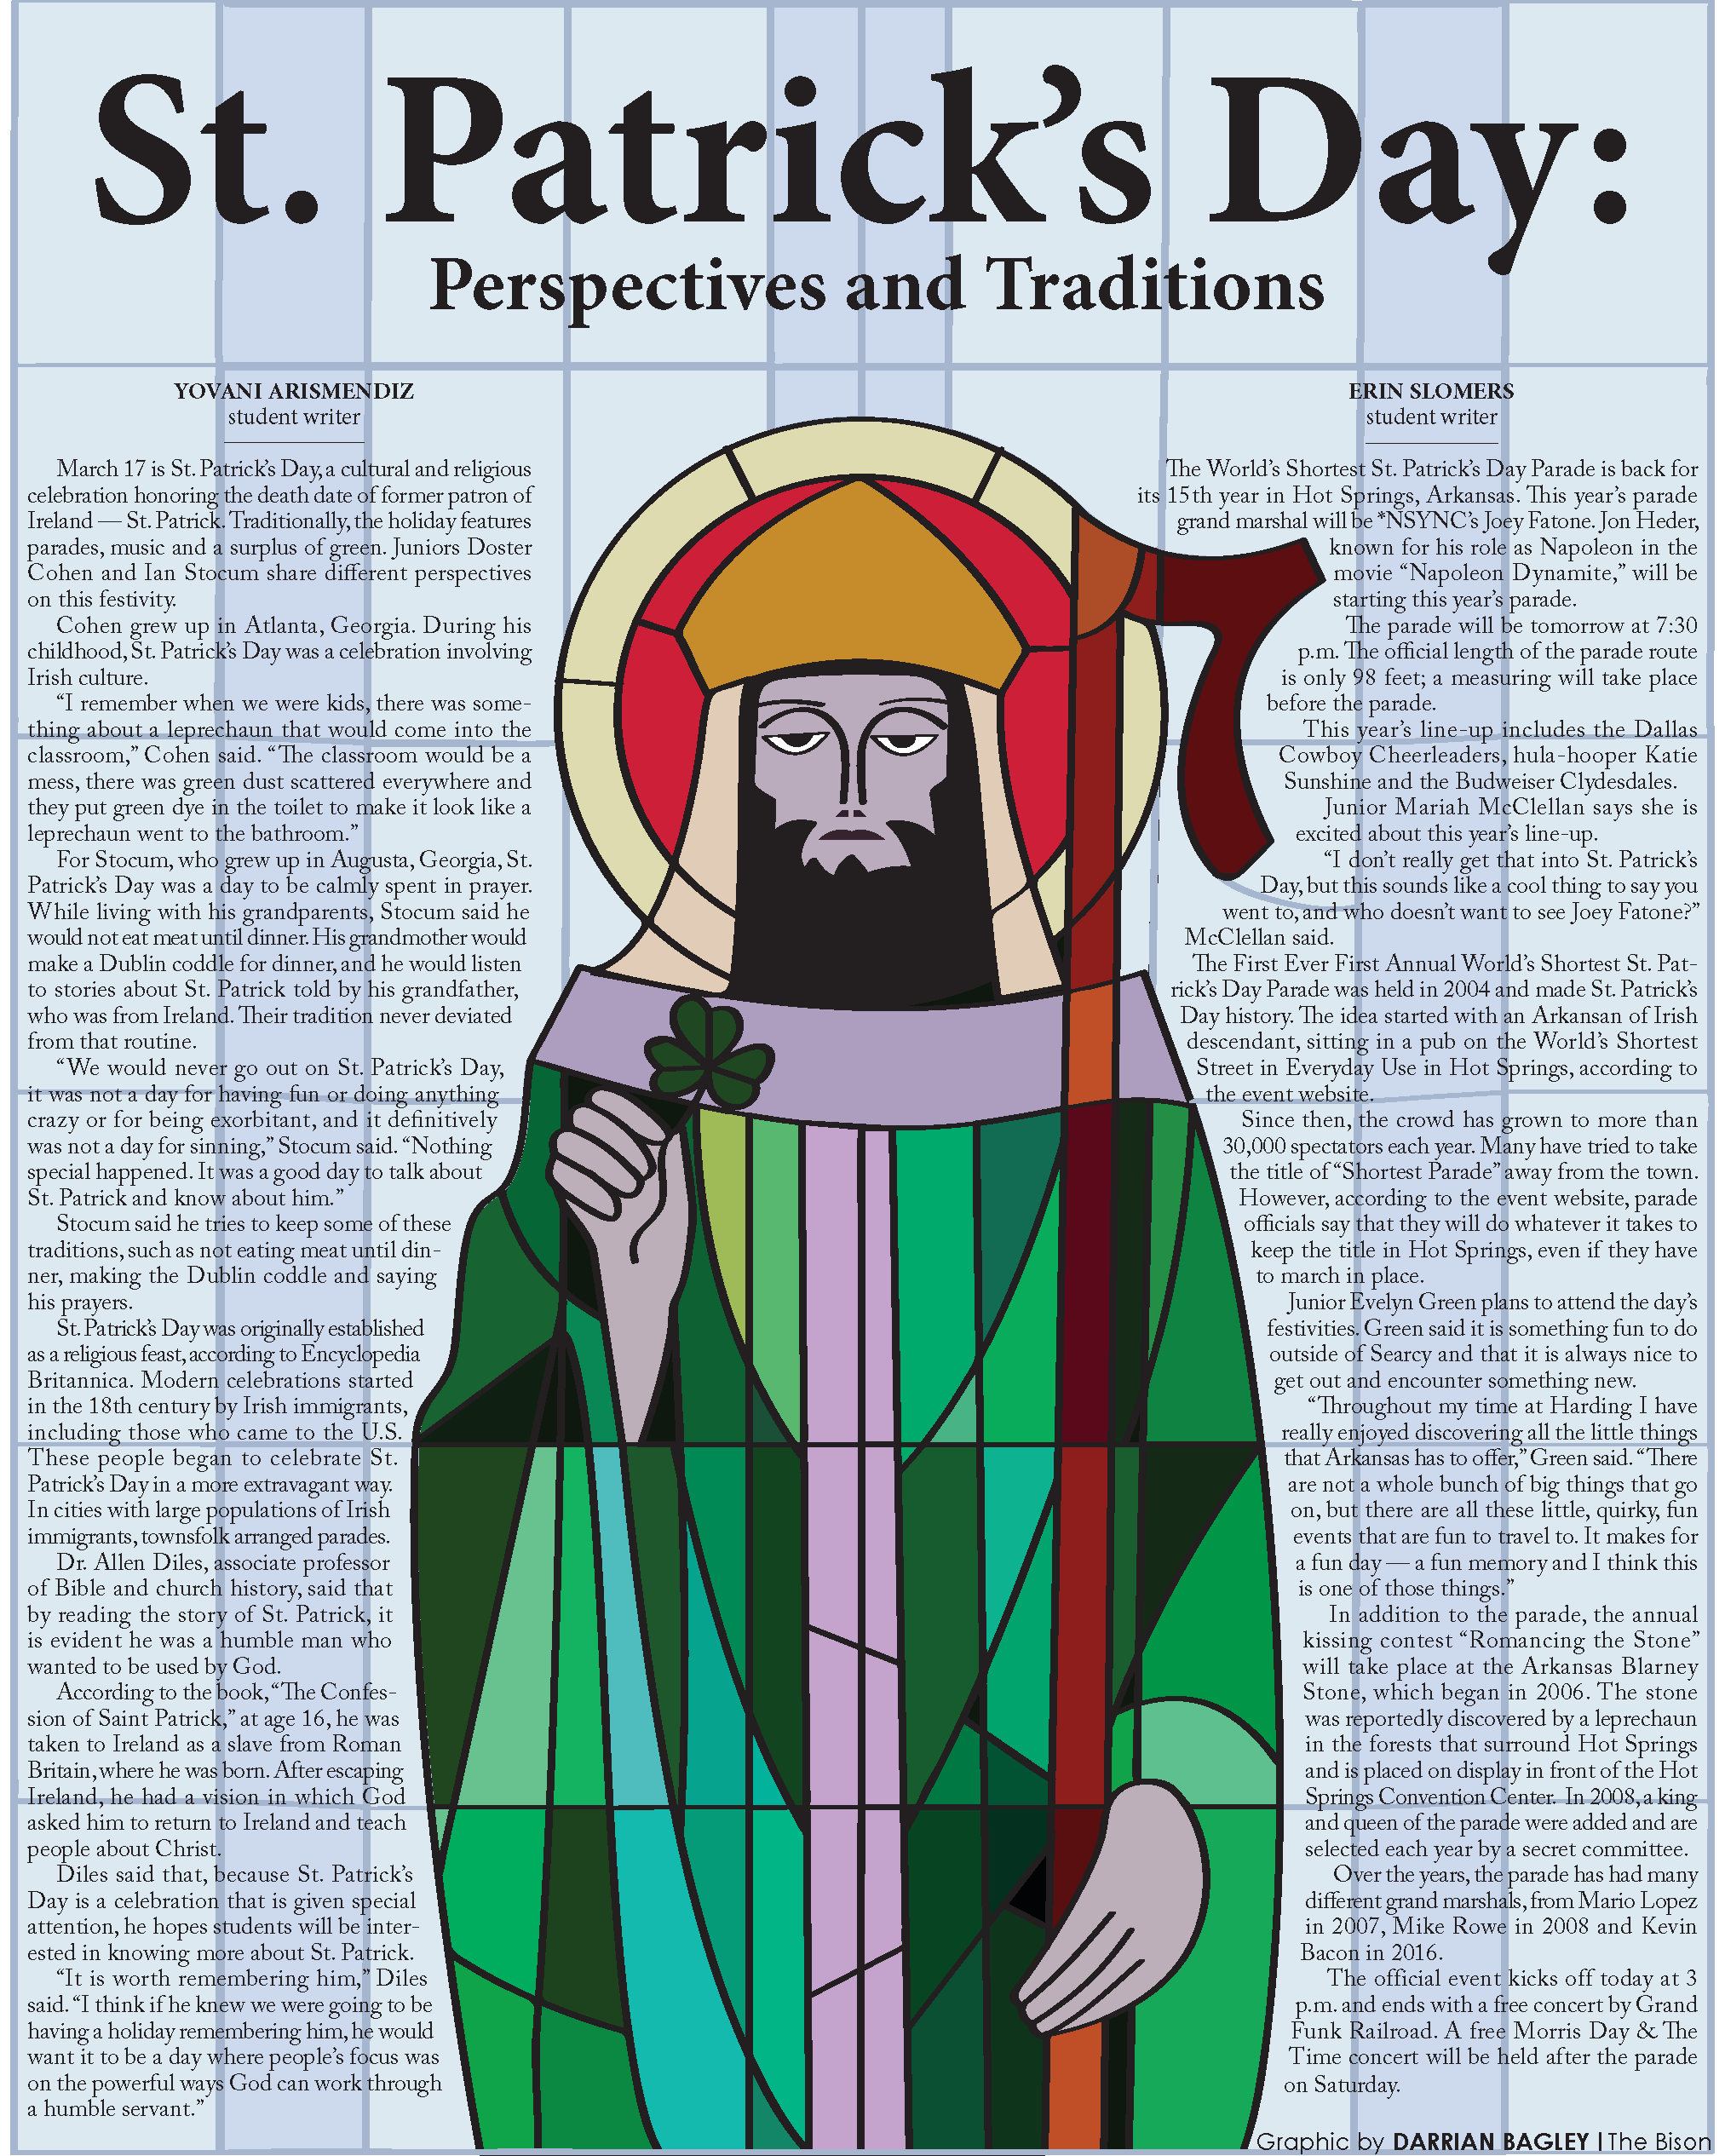 St. Patrick's Day:
Perspectives and Traditions
YOVANI ARISMENDIZ
student writer
March 17 is St. Patrick's Day, a cultural and religious
celebration honoring the death date of former patron of
Ireland — St. Patrick. Traditionally, the holiday features
parades, music and a surplus of green. Juniors Doster
Cohen and Ian Stocum share different perspectives
on this festivity.
Cohen grew up in Atlanta, Georgia. During his
childhood, St. Patrick's Day was a celebration involving
Irish culture.
“I remember when we were kids, there was some-
thing about a leprechaun that would come into the
classroom,” Cohen said. “The classroom would be a
mess, there was green dust scattered everywhere and
they put green dye in the toilet to make it look like a
leprechaun went to the bathroom.”
For Stocum, who grew up in Augusta, Georgia, St.
Patrick's Day was a day to be calmly spent in prayer.
While living with his grandparents, Stocum said he
would not eat meat until dinner. His grandmother would
make a Dublin coddle for dinner, and he would listen
to stories about St. Patrick told by his grandfather,
who was from Ireland. Their tradition never deviated
from that routine.
“We would never go out on St. Patrick's Day,
it was not a day for having fun or doing anything
crazy or for being exorbitant, and it definitively
was not a day for sinning,” Stocum said. “Nothing
special happened. It was a good day to talk about
St. Patrick and know about him.”
Stocum said he tries to keep some of these
traditions, such as not eating meat until din-
ner, making the Dublin coddle and saying
his prayers.
St. Patrick's Day was originally established
as a religious feast, according to Encyclopedia
Britannica. Modern celebrations started
in the 18th century by Irish immigrants,
including those who came to the U.S.
These people began to celebrate St.
Patrick's Day in a more extravagant way.
In cities with large populations of Irish
immigrants, townsfolk arranged parades.
Dr. Allen Diles, associate professor
of Bible and church history, said that
by reading the story of St. Patrick, it
is evident he was a humble man who
wanted to be used by God.
According to the book, “The Confes-
sion of Saint Patrick,” at age 16, he was
taken to Ireland as a slave from Roman
Britain, where he was born. After escaping
Ireland, he had a vision in which God
asked him to return to Ireland and teach
people about Christ.
Diles said that, because St. Patrick's
Day is a celebration that is given special
attention, he hopes students will be inter-
ested in knowing more about St. Patrick.
“It is worth remembering him,” Diles
said. “I think if he knew we were going to be
having a holiday remembering him, he would
want it to be a day where people's focus was
on the powerful ways God can work through
a humble servant.”
ERIN SLOMERS
student writer
The World's Shortest St. Patrick's Day Parade is back for
its 15th year in Hot Springs, Arkansas. This year's parade
grand marshal will be *NSYNC's Joey Fatone. Jon Heder,
known for his role as Napoleon in the
movie “Napoleon Dynamite,” will be
starting this year's parade.
The parade will be tomorrow at 7:30
p.m. The official length of the parade route
is only 98 feet; a measuring will take place
before the parade.
This year's line-up includes the Dallas
Cowboy Cheerleaders, hula-hooper Katie
Sunshine and the Budweiser Clydesdales.
Junior Mariah McClellan says she is
excited about this year's line-up.
“I don't really get that into St. Patrick's
Day, but this sounds like a cool thing to say you
went to, and who doesn't want to see Joey Fatone?”
McClellan said.
The First Ever First Annual World's Shortest St. Pat-
rick's Day Parade was held in 2004 and made St. Patrick's
Day history. The idea started with an Arkansan of Irish
descendant, sitting in a pub on the World's Shortest
Street in Everyday Use in Hot Springs, according to
the event website.
Since then, the crowd has grown to more than
30,000 spectators each year. Many have tried to take
the title of “Shortest Parade” away from the town.
However, according to the event website, parade
officials say that they will do whatever it takes to
keep the title in Hot Springs, even if they have
to march in place.
Junior Evelyn Green plans to attend the day's
festivities. Green said it is something fun to do
outside of Searcy and that it is always nice to
get out and encounter something new.
“Throughout my time at Harding I have
really enjoyed discovering all the little things
that Arkansas has to offer,” Green said. “There
are not a whole bunch of big things that go
on, but there are all these little, quirky, fun
events that are fun to travel to. It makes for
a fun day — a fun memory and I think this
is one of those things.”
In addition to the parade, the annual
kissing contest “Romancing the Stone”
will take place at the Arkansas Blarney
Stone, which began in 2006. The stone
was reportedly discovered by a leprechaun
in the forests that surround Hot Springs
and is placed on display in front of the Hot
Springs Convention Center. In 2008, a king
and queen of the parade were added and are
selected each year by a secret committee.
Over the years, the parade has had many
different grand marshals, from Mario Lopez
in 2007, Mike Rowe in 2008 and Kevin
Bacon in 2016.
The official event kicks off today at 3
p.m. and ends with a free concert by Grand
Funk Railroad. A free Morris Day & The
Time concert will be held after the parade
on Saturday.
Graphic by DARRIAN BAGLEY | The Bison